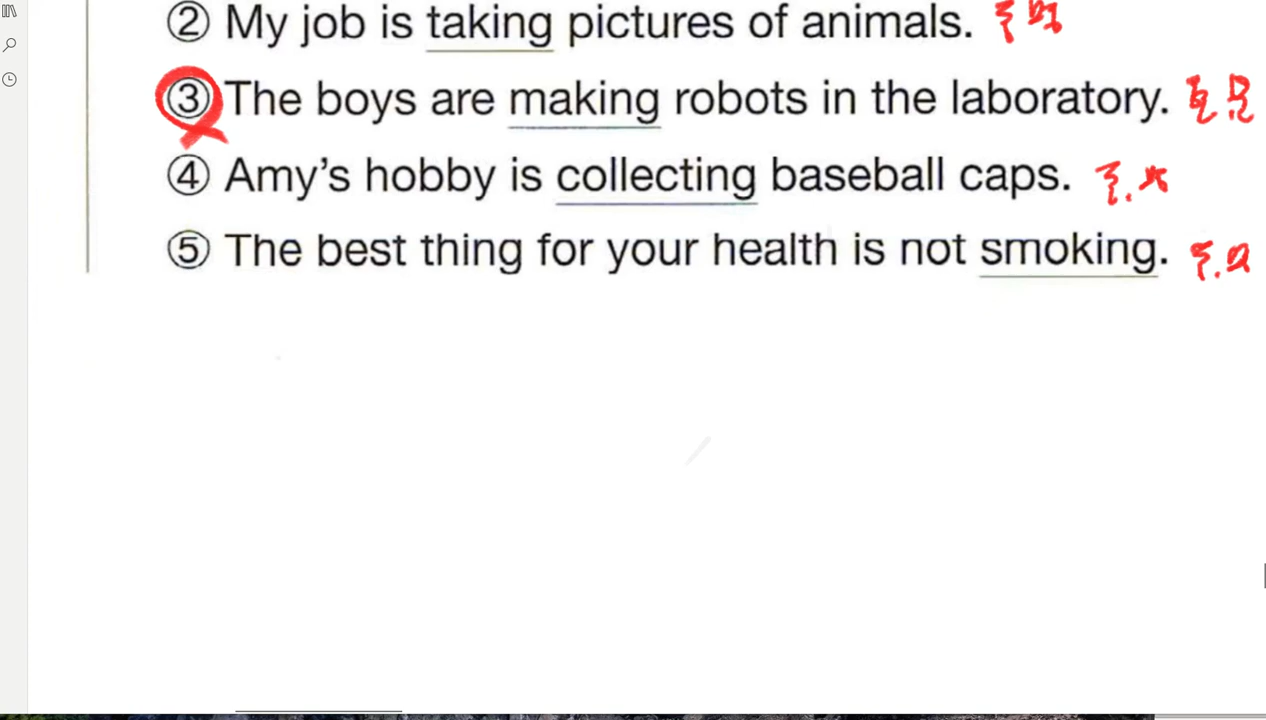 ② My job is taking pictures of animals.
③ The boys are making robots in the laboratory.
④ Amy's hobby is collecting baseball caps.
⑤ The best thing for your health is not smoking.